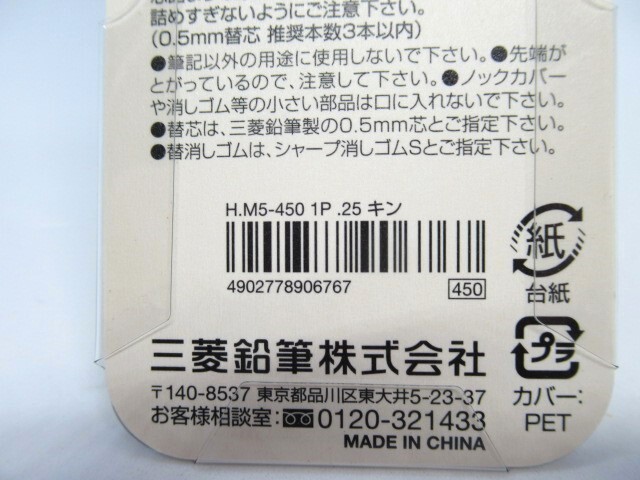 詰めすぎないようにご注意下さい。
(0.5mm替芯 推奨本数3本以内)
●筆記以外の用途に使用しないで下さい。●先端が
とがっているので、注意して下さい。●ノックカバー
や消しゴム等の小さい部品は口に入れないで下さい。
●替芯は、三菱鉛筆製の0.5mm芯とご指定下さい。
●替消しゴムは、シャープ消しゴムSとご指定下さい。
H.M5-450 1P .25 キン
4902778906767
450
紙
台紙
三菱鉛筆株式会社
プラ
〒140-8537 東京都品川区東大井5-23-37
カバー:
お客様相談室:0120-321433
PET
MADE IN CHINA